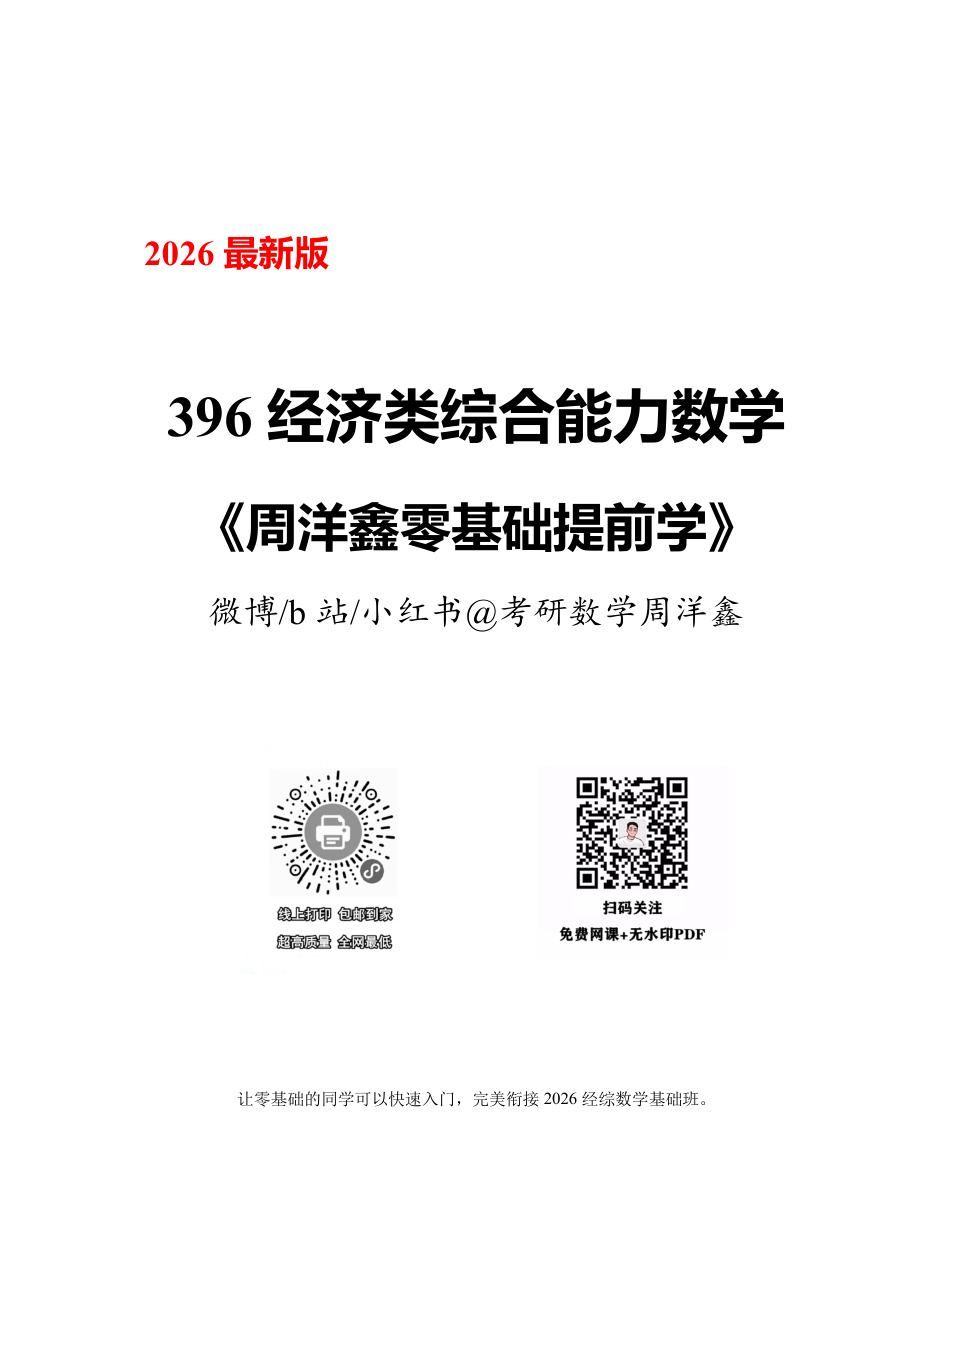 2026 最新版
396 经济类综合能力数学
《周洋鑫零基础提前学》
微博/b 站/小红书@考研数学周洋鑫
线上打印 包邮到家
超高质量 全网最低
扫码关注
免费网课+无水印PDF
让零基础的同学可以快速入门，完美衔接 2026 经综数学基础班。